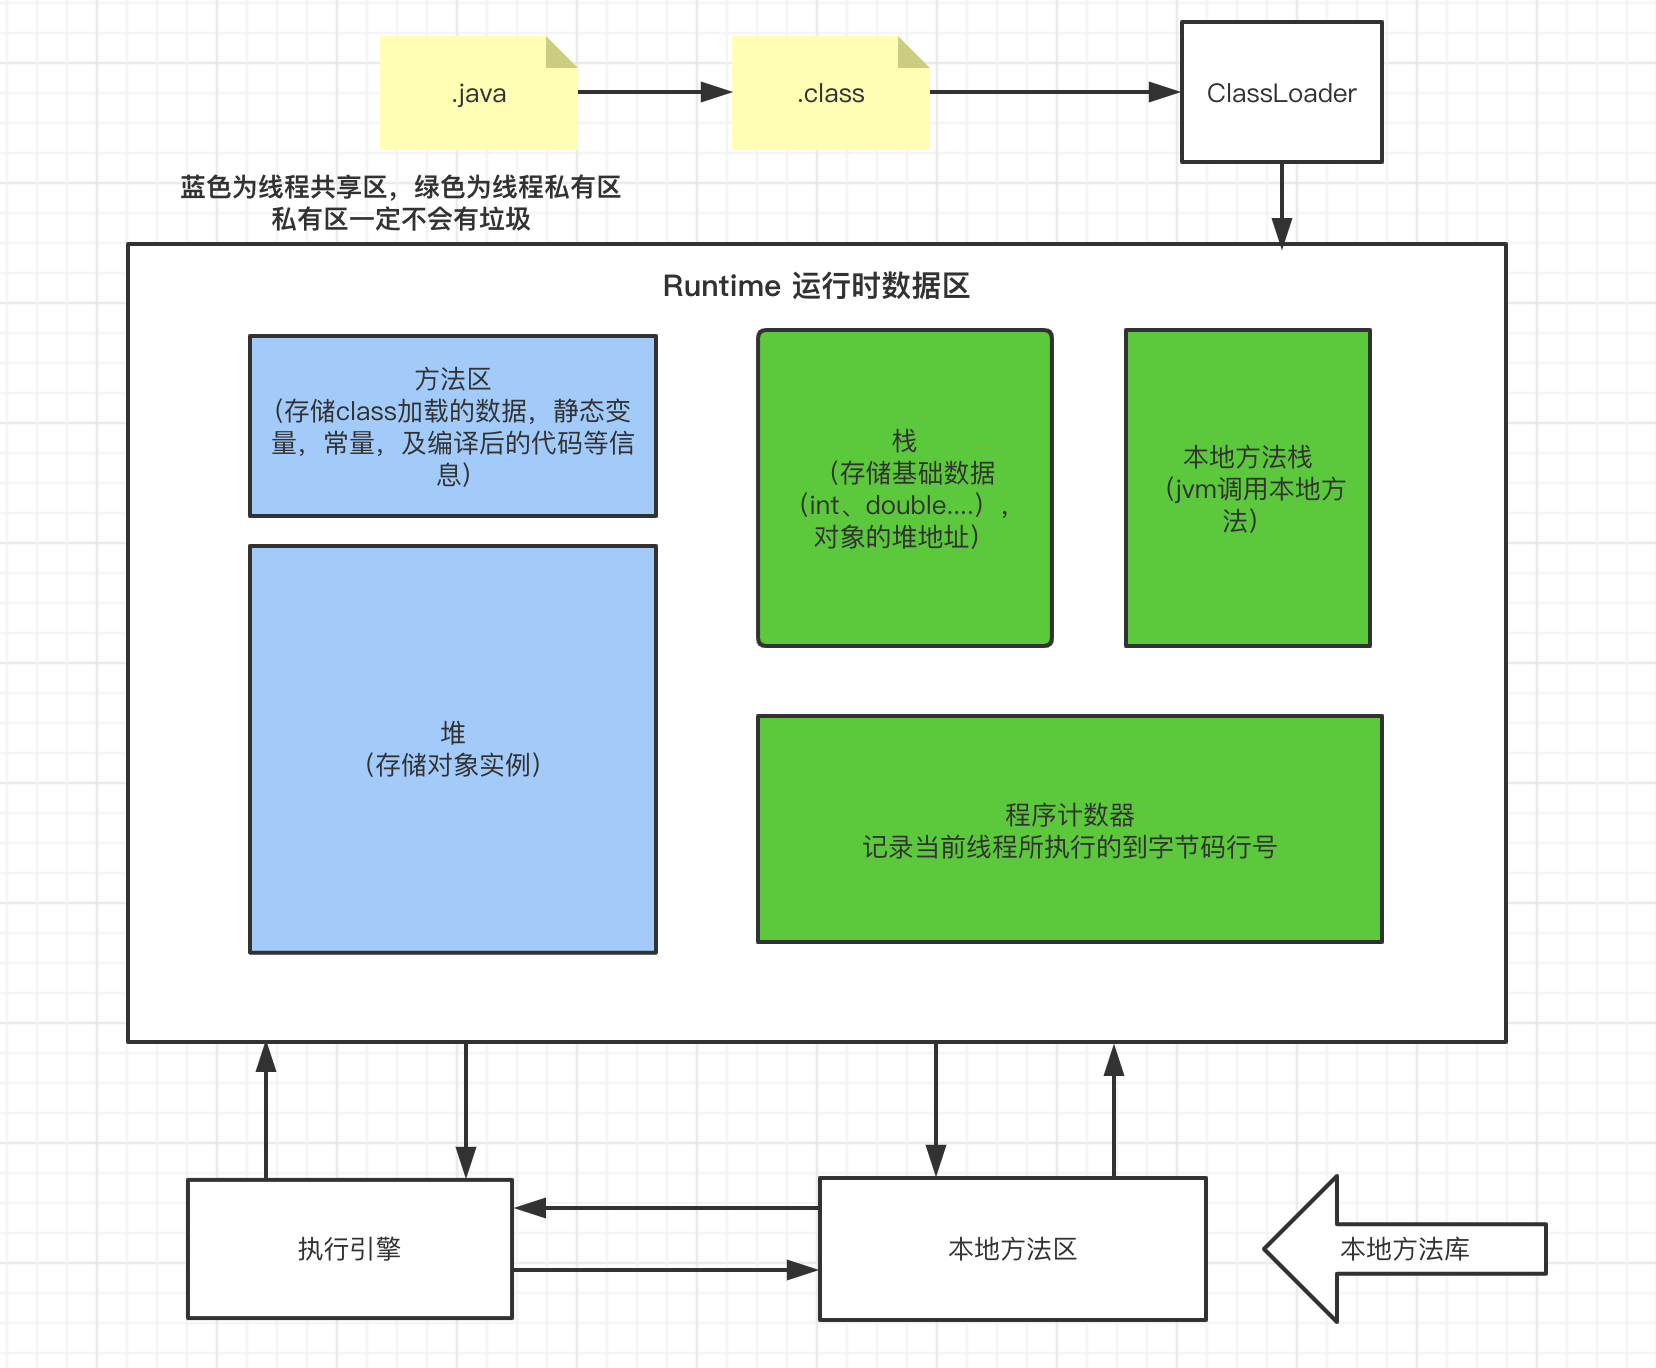 .java
.class
ClassLoader
蓝色为线程共享区，绿色为线程私有区
私有区一定不会有垃圾
Runtime 运行时数据区
方法区
（存储class加载的数据，静态变
量，常量，及编译后的代码等信
息）
栈
（存储基础数据
（int、double....），
对象的堆地址）
本地方法栈
（jvm调用本地方
法）
堆
（存储对象实例）
程序计数器
记录当前线程所执行的到字节码行号
执行引擎
本地方法区
本地方法库